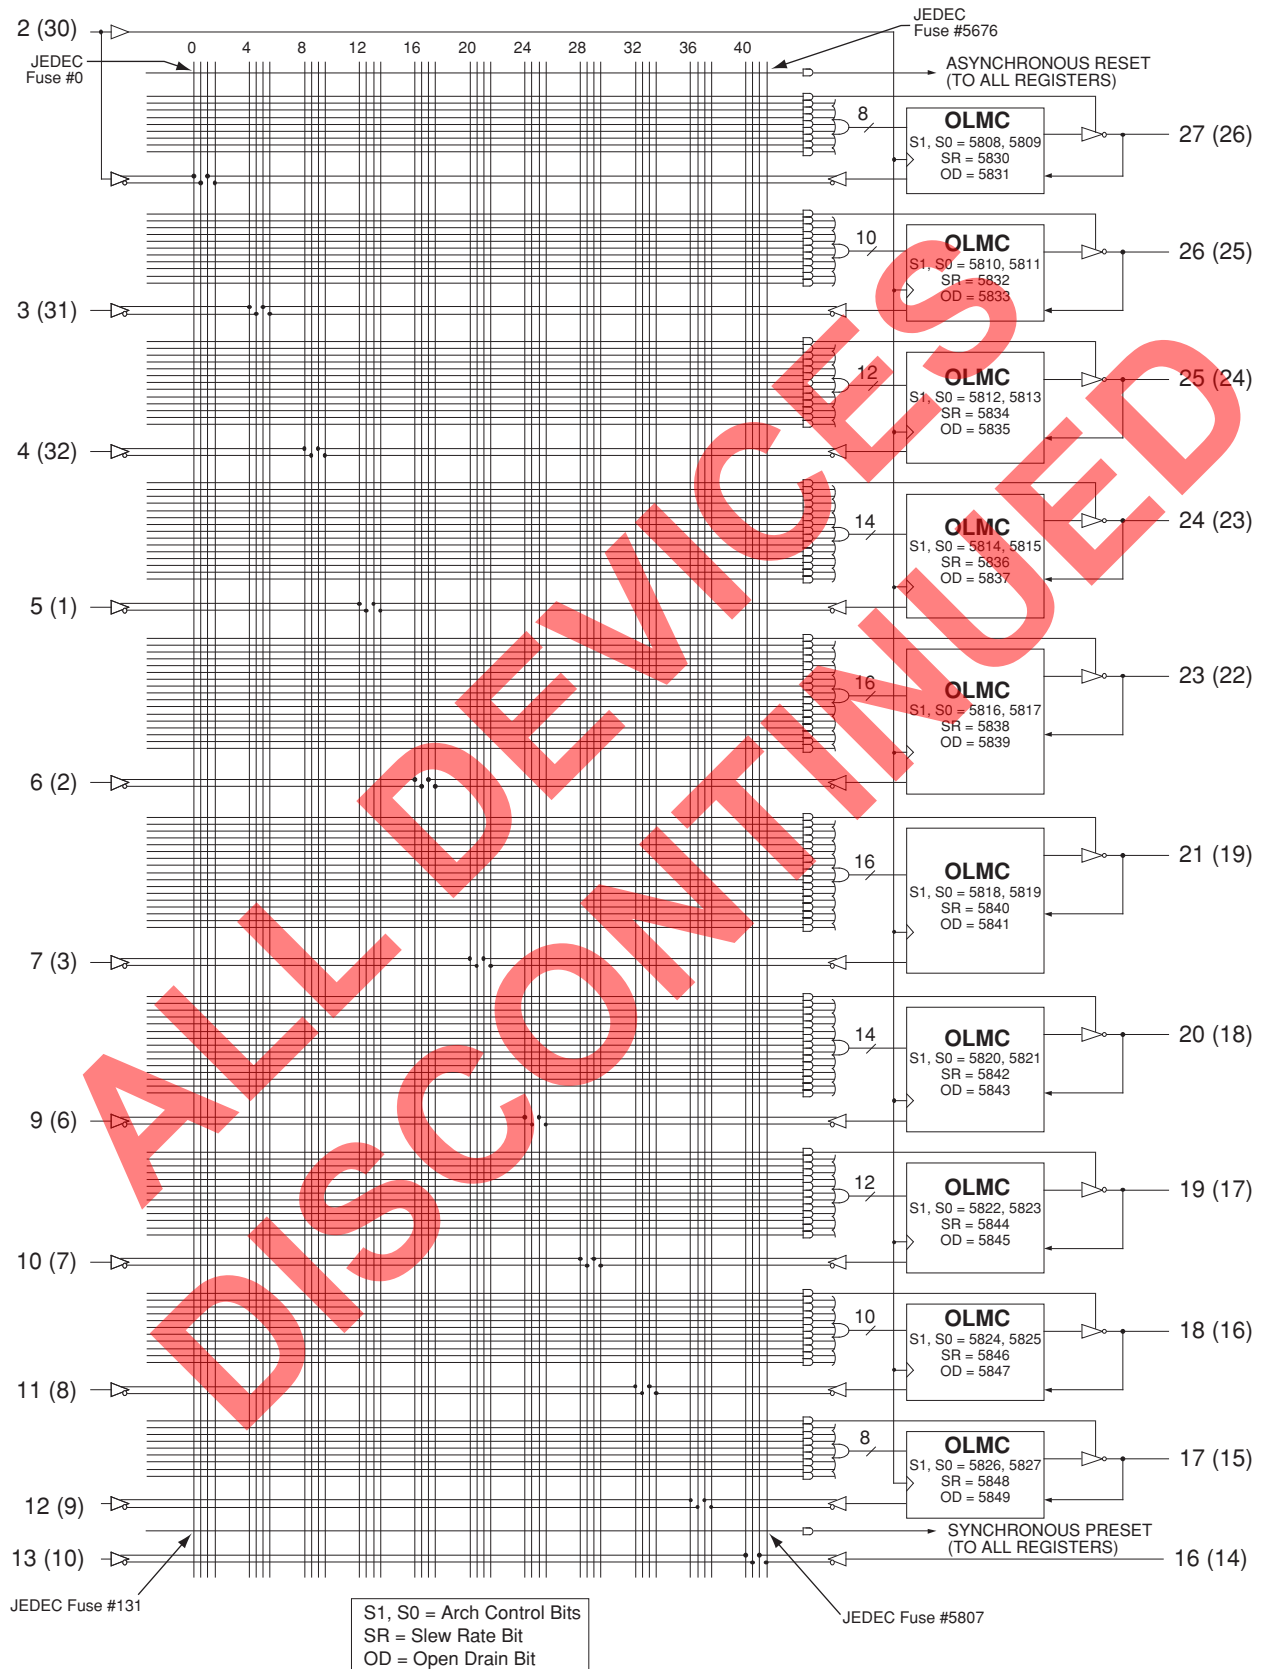 2 (30)
JEDEC
Fuse #0
JEDEC
Fuse #5676
0 4 8 12 16 20 24 28 32 36 40
ASYNCHRONOUS RESET
(TO ALL REGISTERS)
8
OLMC
S1, S0 = 5808, 5809
SR = 5830
OD = 5831
27 (26)
10
OLMC
S1, S0 = 5810, 5811
SR = 5832
OD = 5833
26 (25)
3 (31)
12
OLMC
S1, S0 = 5812, 5813
SR = 5834
OD = 5835
25 (24)
4 (32)
14
OLMC
S1, S0 = 5814, 5815
SR = 5836
OD = 5837
24 (23)
5 (1)
16
OLMC
S1, S0 = 5816, 5817
SR = 5838
OD = 5839
23 (22)
6 (2)
16
OLMC
S1, S0 = 5818, 5819
SR = 5840
OD = 5841
21 (19)
7 (3)
14
OLMC
S1, S0 = 5820, 5821
SR = 5842
OD = 5843
20 (18)
9 (6)
12
OLMC
S1, S0 = 5822, 5823
SR = 5844
OD = 5845
19 (17)
10 (7)
10
OLMC
S1, S0 = 5824, 5825
SR = 5846
OD = 5847
18 (16)
11 (8)
8
OLMC
S1, S0 = 5826, 5827
SR = 5848
OD = 5849
17 (15)
12 (9)
SYNCHRONOUS PRESET
(TO ALL REGISTERS)
13 (10)
16 (14)
JEDEC Fuse #131
JEDEC Fuse #5807
S1, S0 = Arch Control Bits
SR = Slew Rate Bit
OD = Open Drain Bit
ALL DEVICES
DISCONTINUED